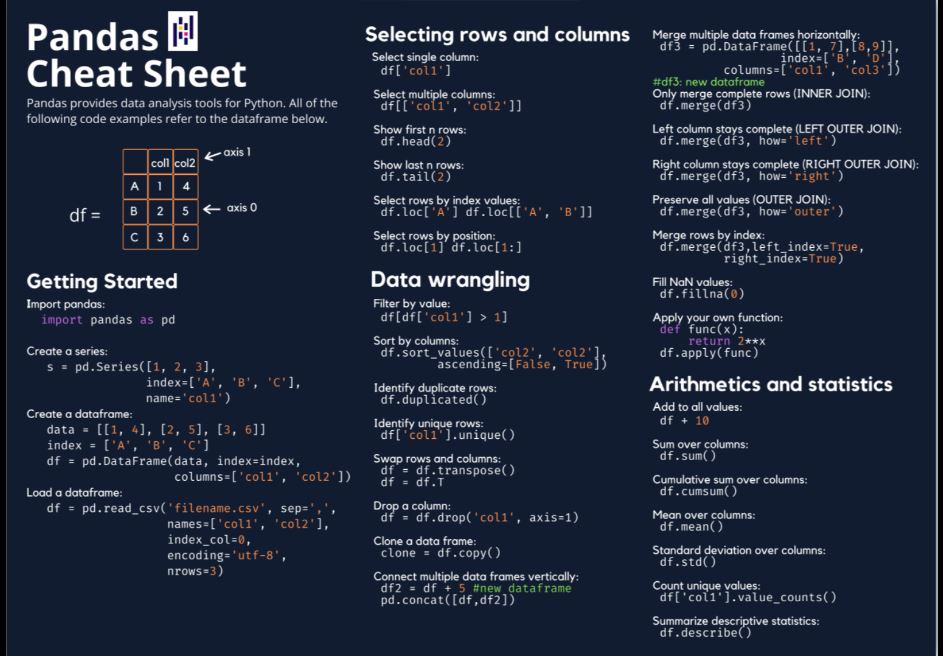 Pandas
Cheat Sheet
Pandas provides data analysis tools for Python. All of the
following code examples refer to the dataframe below.
col1 col2
axis 1
A 1 4
df =
B 2 5
axis 0
C 3 6
Getting Started
Import pandas:
import pandas as pd
Create a series:
s = pd.Series([1, 2, 3],
index=['A', 'B', 'C'],
name='col1')
Create a dataframe:
data = [[1, 4], [2, 5], [3, 6]]
index = ['A', 'B', 'C']
df = pd.DataFrame(data, index=index,
columns=['col1', 'col2'])
Load a dataframe:
df = pd.read_csv('filename.csv', sep=',',
names=['col1', 'col2'],
index_col=0,
encoding='utf-8',
nrows=3)
Selecting rows and columns
Select single column:
df['col1']
Select multiple columns:
df[['col1', 'col2']]
Show first n rows:
df.head(2)
Show last n rows:
df.tail(2)
Select rows by index values:
df.loc['A'] df.loc[['A', 'B']]
Select rows by position:
df.loc[1] df.loc[1:]
Data wrangling
Filter by value:
df[df['col1'] > 1]
Sort by columns:
df.sort_values(['col2', 'col2'],
ascending=[False, True])
Identify duplicate rows:
df.duplicated()
Identify unique rows:
df['col1'].unique()
Swap rows and columns:
df = df.transpose()
df = df.T
Drop a column:
df = df.drop('col1', axis=1)
Clone a data frame:
clone = df.copy()
Connect multiple data frames vertically:
df2 = df + 5 #new dataframe
pd.concat([df,df2])
Merge multiple data frames horizontally:
df3 = pd.DataFrame([[1, 7],[8,9]],
index=['B', 'D'],
columns=['col1', 'col3'])
#df3: new dataframe
Only merge complete rows (INNER JOIN):
df.merge(df3)
Left column stays complete (LEFT OUTER JOIN):
df.merge(df3, how='left')
Right column stays complete (RIGHT OUTER JOIN):
df.merge(df3, how='right')
Preserve all values (OUTER JOIN):
df.merge(df3, how='outer')
Merge rows by index:
df.merge(df3,left_index=True,
right_index=True)
Fill NaN values:
df.fillna(0)
Apply your own function:
def func(x):
return 2**x
df.apply(func)
Arithmetics and statistics
Add to all values:
df + 10
Sum over columns:
df.sum()
Cumulative sum over columns:
df.cumsum()
Mean over columns:
df.mean()
Standard deviation over columns:
df.std()
Count unique values:
df['col1'].value_counts()
Summarize descriptive statistics:
df.describe()